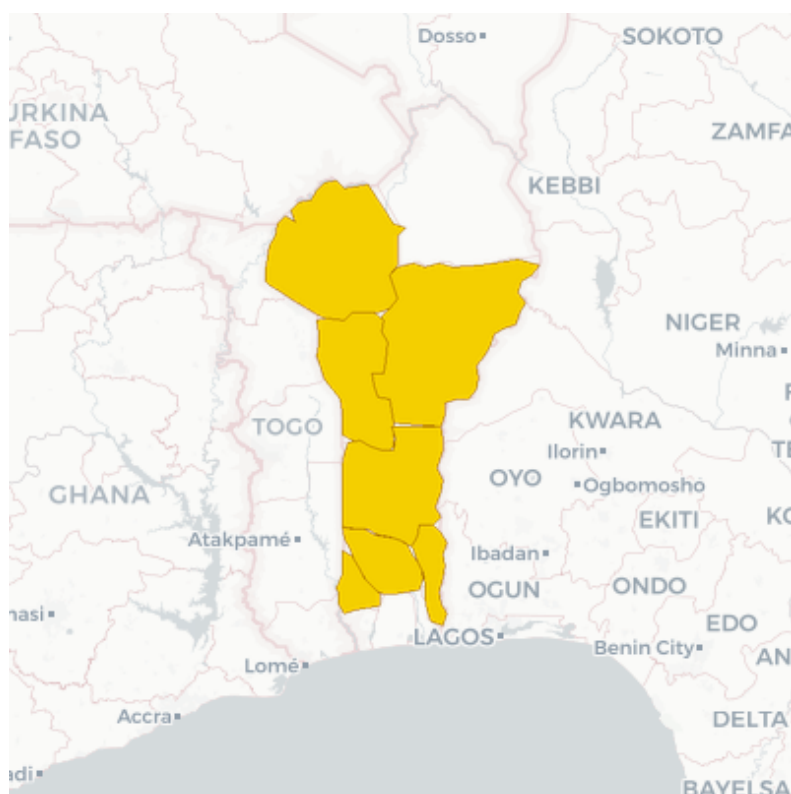 Dosso
SOKOTO
URKINA
FASO
ZAMFA
KEBBI
NIGER
Minna
TOGO
KWARA
Ilorin
OYO
Ogbomosho
GHANA
EKITI
Atakpamé
Ibadan
OGUN
ONDO
nasi
EDO
LAGOS
Benin City
AN
Lomé
Accra
DELTA
adi
BAYELSA